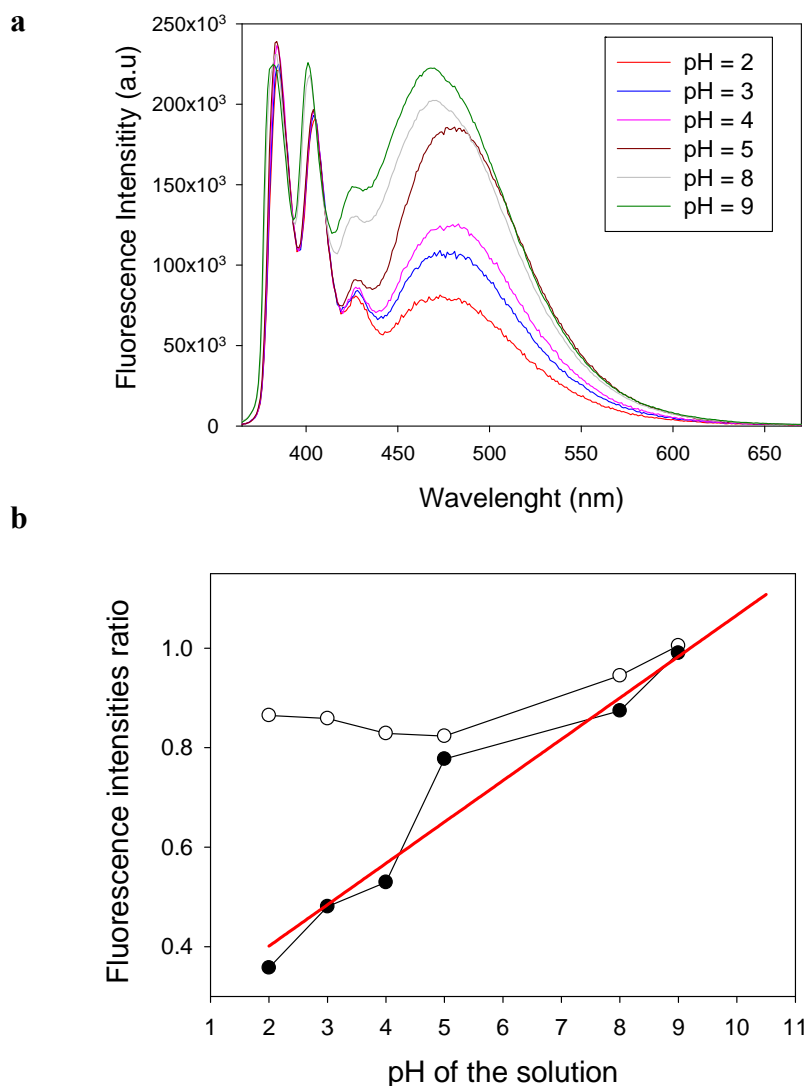 a
250x10³
200x10³
150x10³
100x10³
50x10³
0
Fluorescence Intensitity (a.u)
pH = 2
pH = 3
pH = 4
pH = 5
pH = 8
pH = 9
400 450 500 550 600 650
Wavelenght (nm)
b
1.0
0.8
0.6
0.4
Fluorescence intensities ratio
1 2 3 4 5 6 7 8 9 10 11
pH of the solution